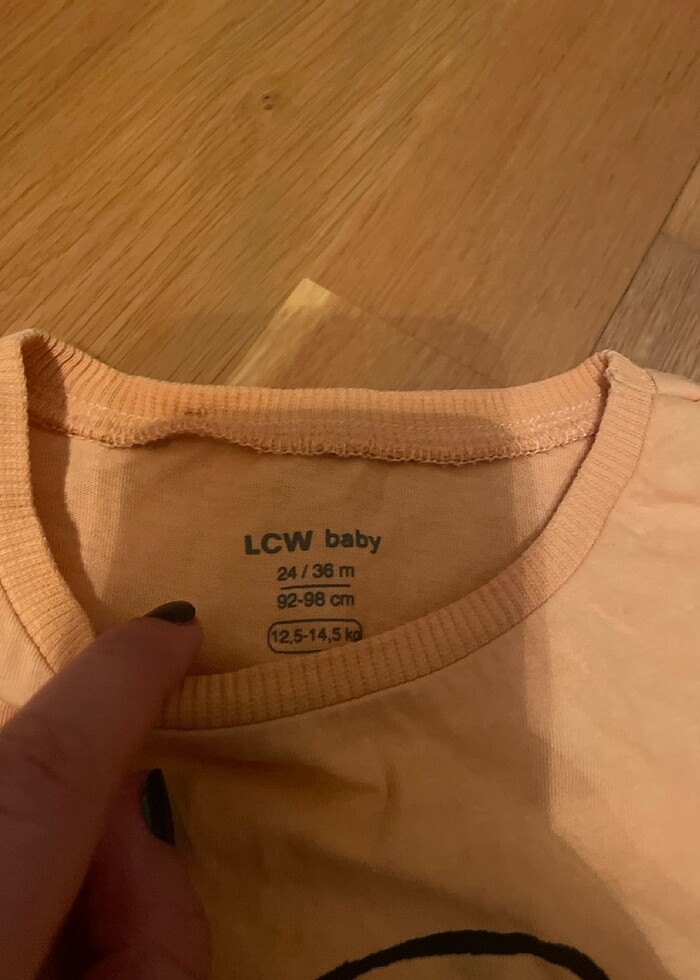 LCW baby
24 / 36 m
92-98 cm
12,5-14,5 kg